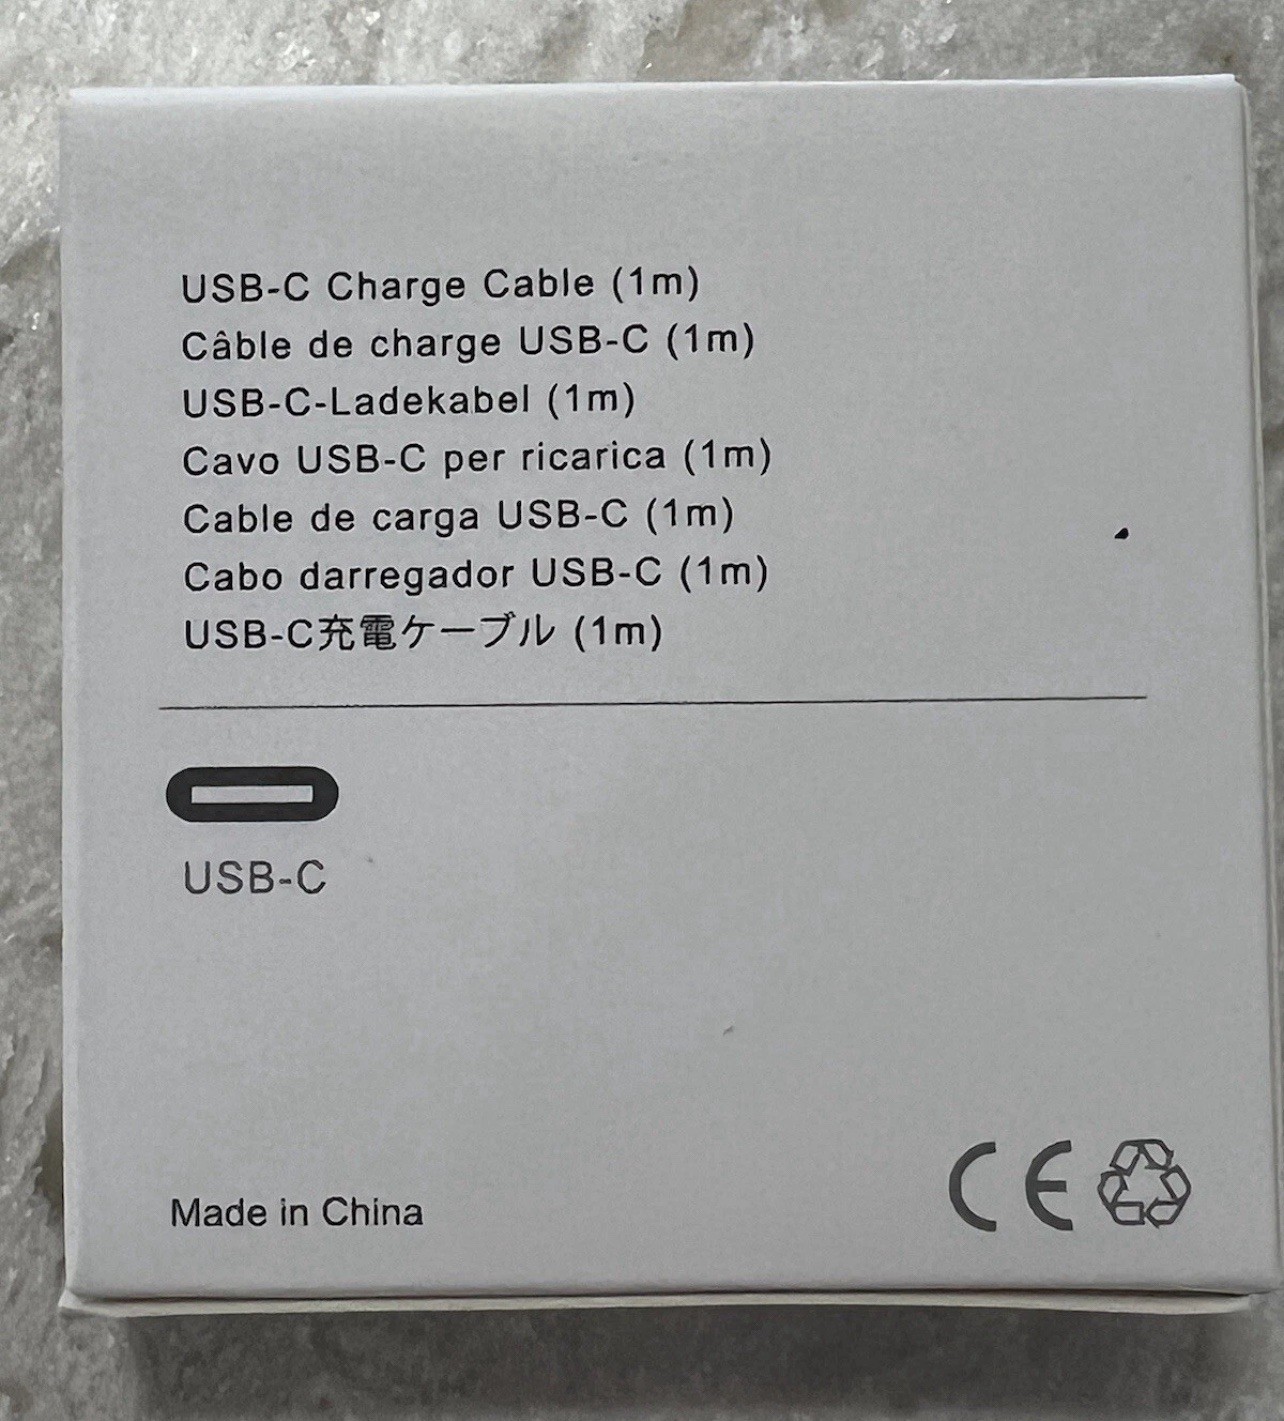 USB-C Charge Cable (1m)
Câble de charge USB-C (1m)
USB-C-Ladekabel (1m)
Cavo USB-C per ricarica (1m)
Cable de carga USB-C (1m)
Cabo darregador USB-C (1m)
USB-C充電ケーブル (1m)
USB-C
Made in China
CE